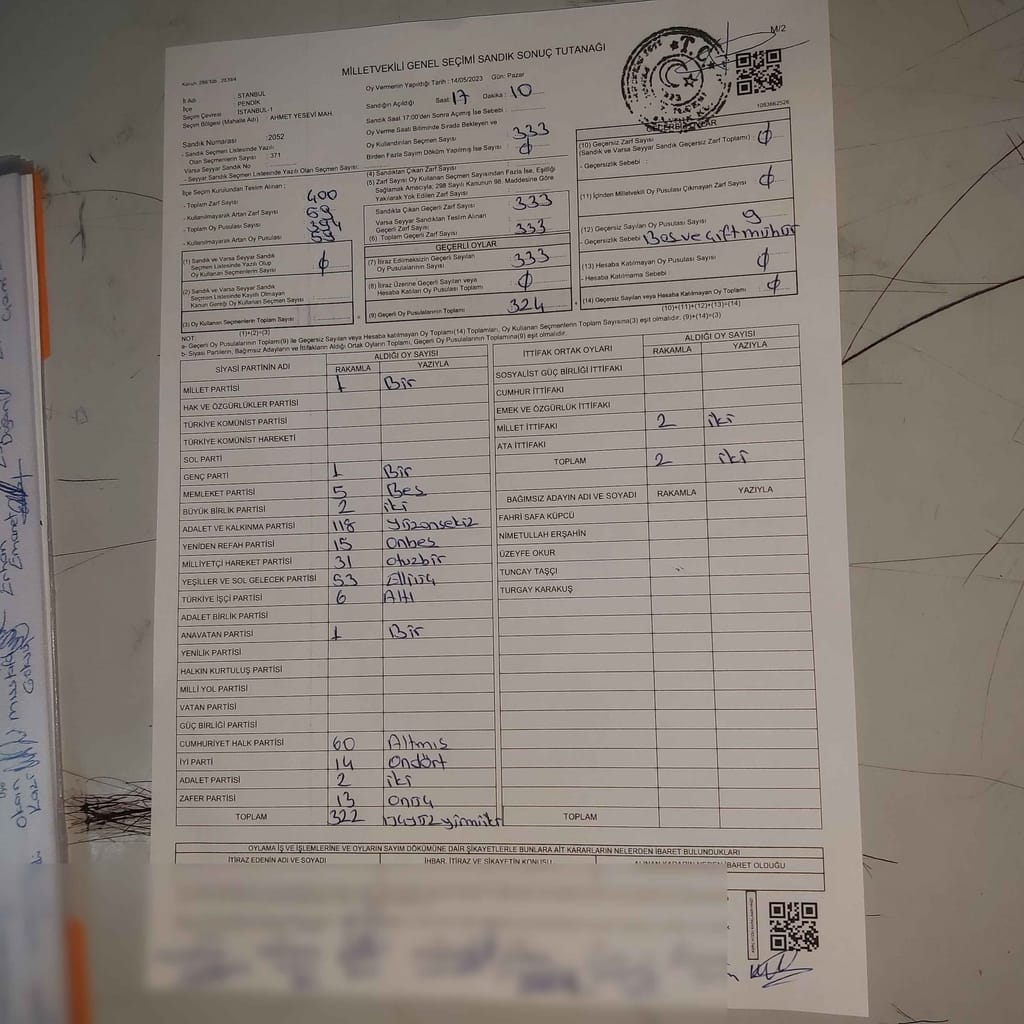 M/2
MİLLETVEKİLİ GENEL SEÇİMİ SANDIK SONUÇ TUTANAĞI
T.C.
1083662526
İl Adı : İSTANBUL
İlçe : PENDİK
Seçim Çevresi : İSTANBUL-1
Seçim Bölgesi (Mahalle Adı) : AHMET YESEVİ MAH.
Sandık Numarası : 2052
- Sandık Seçmen Listesinde Yazılı
Olan Seçmenlerin Sayısı : 371
Varsa Seyyar Sandık No
- Seyyar Sandık Seçmen Listesinde Yazılı Olan Seçmen Sayısı:
Oy Vermenin Yapıldığı Tarih : 14/05/2023 Gün: Pazar
Sandığın Açıldığı Saat: 17 Dakika: 10
Sandık Saat 17:00'den Sonra Açılmış İse Sebebi :
Oy Verme Saati Bitiminde Sırada Bekleyen ve
Oy Kullandırılan Seçmen Sayısı : 333
Birden Fazla Sayım Döküm Yapılmış İse Sayısı : ϕ
İlçe Seçim Kurulundan Teslim Alınan :
- Toplam Zarf Sayısı : 400
- Kullanılmayarak Artan Zarf Sayısı
- Toplam Oy Pusulası Sayısı
- Kullanılmayarak Artan Oy Pusulası
(4) Sandıktan Çıkan Zarf Sayısı
(5) Zarf Sayısı Oy Kullanan Seçmen Sayısından Fazla İse, Eşitliği
Sağlamak Amacıyla; 298 Sayılı Kanunun 98. Maddesine Göre
Yakılarak Yok Edilen Zarf Sayısı
Sandıkta Çıkan Geçerli Zarf Sayısı : 333
Varsa Seyyar Sandıktan Teslim Alınan
Geçerli Zarf Sayısı
(6) Toplam Geçerli Zarf Sayısı : 333
(1) Sandık ve Varsa Seyyar Sandık
Seçmen Listesinde Yazılı Olup
Oy Kullanan Seçmenlerin Sayısı : ϕ
(2) Sandık ve Varsa Seyyar Sandık
Seçmen Listesinde Kayıtlı Olmayan
Kanun Gereği Oy Kullanan Seçmen Sayısı
(3) Oy Kullanan Seçmenlerin Toplam Sayısı
(1)+(2)=(3)
GEÇERLİ OYLAR
(7) İtiraz Edilmeksizin Geçerli Sayılan
Oy Pusulalarının Sayısı : 333
(8) İtiraz Üzerine Geçerli Sayılan veya
Hesaba Katılan Oy Pusulası Toplamı : ϕ
(9) Geçerli Oy Pusulalarının Toplamı : 324
(10) Geçersiz Zarf Sayısı : ϕ
(Sandık ve Varsa Seyyar Sandık Geçersiz Zarf Toplamı)
- Geçersizlik Sebebi :
(11) İçinden Milletvekili Oy Pusulası Çıkmayan Zarf Sayısı ϕ
(12) Geçersiz Sayılan Oy Pusulası Sayısı 9
- Geçersizlik Sebebi Boş ve çift mühür
(13) Hesaba Katılmayan Oy Pusulası Sayısı ϕ
- Hesaba Katılmama Sebebi :
(14) Geçersiz Sayılan veya Hesaba Katılmayan Oy Toplamı : ϕ
(10)+(11)+(12)+(13)=(14)
NOT:
a- Geçerli Oy Pusulalarının Toplamı(9) ile Geçersiz Sayılan veya Hesaba katılmayan Oy Toplamı(14) Toplamları, Oy Kullanan Seçmenlerin Toplam Sayısına(3) eşit olmalıdır. (9)+(14)=(3)
b- Siyasi Partilerin, Bağımsız Adayların ve İttifakların Aldığı Ortak Oyların Toplamı, Geçerli Oy Pusulalarının Toplamına(9) eşit olmalıdır.
SİYASİ PARTİNİN ADI ALDIĞI OY SAYISI
RAKAMLA YAZIYLA
MİLLET PARTİSİ 1 Bir
HAK VE ÖZGÜRLÜKLER PARTİSİ
TÜRKİYE KOMÜNİST PARTİSİ
TÜRKİYE KOMÜNİST HAREKETİ
SOL PARTİ
GENÇ PARTİ 1 Bir
MEMLEKET PARTİSİ 5 Beş
BÜYÜK BİRLİK PARTİSİ 2 iki
ADALET VE KALKINMA PARTİSİ 118 Yüzonsekiz
YENİDEN REFAH PARTİSİ 15 Onbeş
MİLLİYETÇİ HAREKET PARTİSİ 31 Otuzbir
YEŞİLLER VE SOL GELECEK PARTİSİ 53 Elliüç
TÜRKİYE İŞÇİ PARTİSİ 6 Altı
ADALET BİRLİK PARTİSİ
ANAVATAN PARTİSİ 1 Bir
YENİLİK PARTİSİ
HALKIN KURTULUŞ PARTİSİ
MİLLİ YOL PARTİSİ
VATAN PARTİSİ
GÜÇ BİRLİĞİ PARTİSİ
CUMHURİYET HALK PARTİSİ 60 Altmış
İYİ PARTİ 14 Ondört
ADALET PARTİSİ 2 iki
ZAFER PARTİSİ 13 Onüç
TOPLAM 322 üçyüz yirmiiki
İTTİFAK ORTAK OYLARI ALDIĞI OY SAYISI
RAKAMLA YAZIYLA
SOSYALİST GÜÇ BİRLİĞİ İTTİFAKI
CUMHUR İTTİFAKI
EMEK VE ÖZGÜRLÜK İTTİFAKI
MİLLET İTTİFAKI 2 iki
ATA İTTİFAKI
TOPLAM 2 iki
BAĞIMSIZ ADAYIN ADI VE SOYADI RAKAMLA YAZIYLA
FAHRİ SAFA KÜPCÜ
NİMETULLAH ERŞAHİN
ÜZEYFE OKUR
TUNCAY TAŞÇI
TURGAY KARAKUŞ
TOPLAM
OYLAMA İŞ VE İŞLEMLERİNE VE OYLARIN SAYIM DÖKÜMÜNE DAİR ŞİKAYETLERLE BUNLARA AİT KARARLARIN NELERDEN İBARET BULUNDUKLARI
İTİRAZ EDENİN ADI VE SOYADI İHBAR, İTİRAZ VE ŞİKAYETİN KONUSU ALINAN KARARIN NEDEN İBARET OLDUĞU